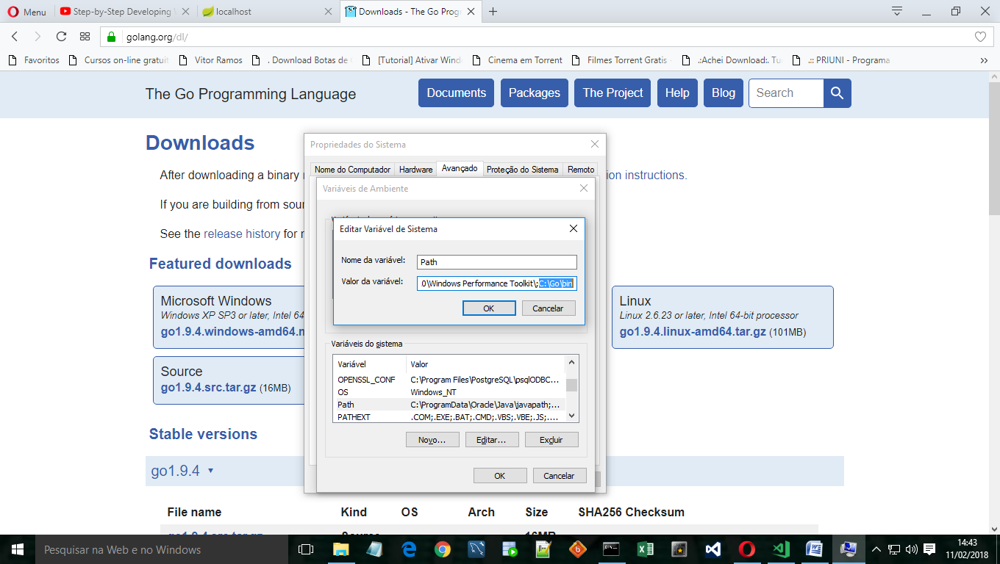 Menu
Step-by-Step Developing
localhost
Downloads - The Go Prog
golang.org/dl/
Favoritos
Cursos on-line gratuit
Vitor Ramos
. Download Botas de
[Tutorial] Ativar Wind
Cinema em Torrent
Filmes Torrent Gratis -
.:Achei Download:. Tu
.:: PRIUNI - Programa
The Go Programming Language
Documents
Packages
The Project
Help
Blog
Search
Downloads
After downloading a binary
ion instructions.
If you are building from sour
See the release history for
Featured downloads
Microsoft Windows
Windows XP SP3 or later, Intel 64
go1.9.4.windows-amd64.m
Linux
Linux 2.6.23 or later, Intel 64-bit processor
go1.9.4.linux-amd64.tar.gz (101MB)
Source
go1.9.4.src.tar.gz (16MB)
Stable versions
go1.9.4 ▾
File name Kind OS Arch Size SHA256 Checksum
Propriedades do Sistema
Nome do Computador
Hardware
Avançado
Proteção do Sistema
Remoto
Variáveis de Ambiente
Editar Variável de Sistema
Nome da variável: Path
Valor da variável: 0\Windows Performance Toolkit\;C:\Go\bin
OK
Cancelar
Variáveis do sistema
Variável Valor
OPENSSL_CONF C:\Program Files\PostgreSQL\psqlODBC...
OS Windows_NT
Path C:\ProgramData\Oracle\Java\javapath;...
PATHEXT .COM;.EXE;.BAT;.CMD;.VBS;.VBE;.JS;....
Novo...
Editar...
Excluir
OK
Cancelar
Pesquisar na Web e no Windows
14:43
11/02/2018